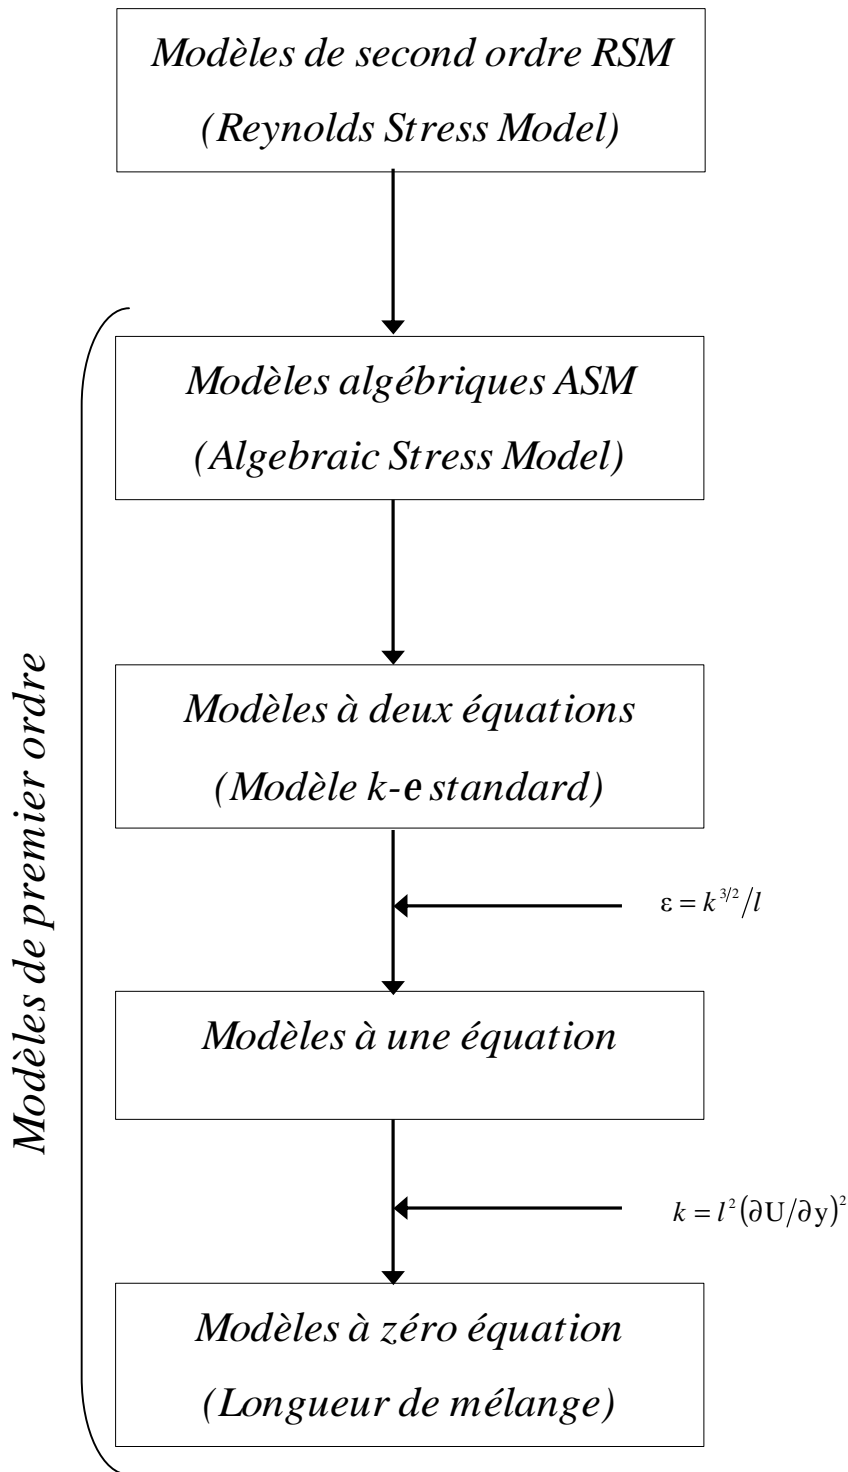 Modèles de second ordre RSM
(Reynolds Stress Model)
Modèles algébriques ASM
(Algebraic Stress Model)
Modèles de premier ordre
Modèles à deux équations
(Modèle k-e standard)
ε = k^{3/2}/l
Modèles à une équation
k = l²(∂U/∂y)²
Modèles à zéro équation
(Longueur de mélange)